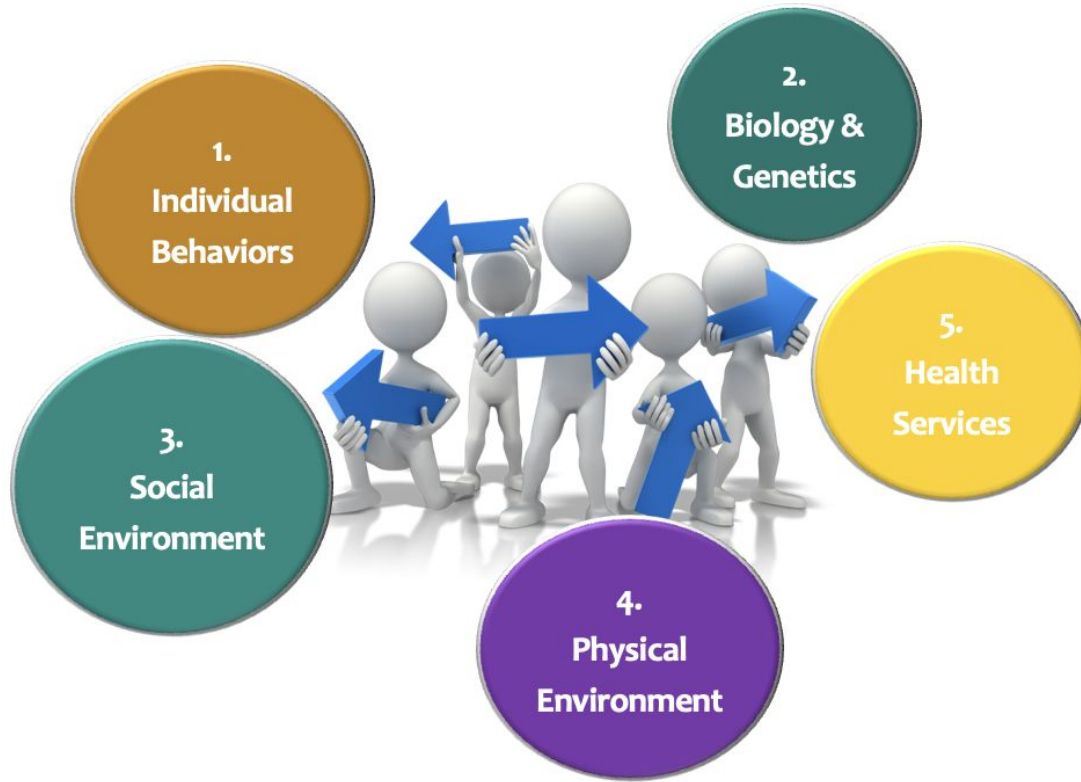 1.
Individual
Behaviors
2.
Biology &
Genetics
3.
Social
Environment
4.
Physical
Environment
5.
Health
Services